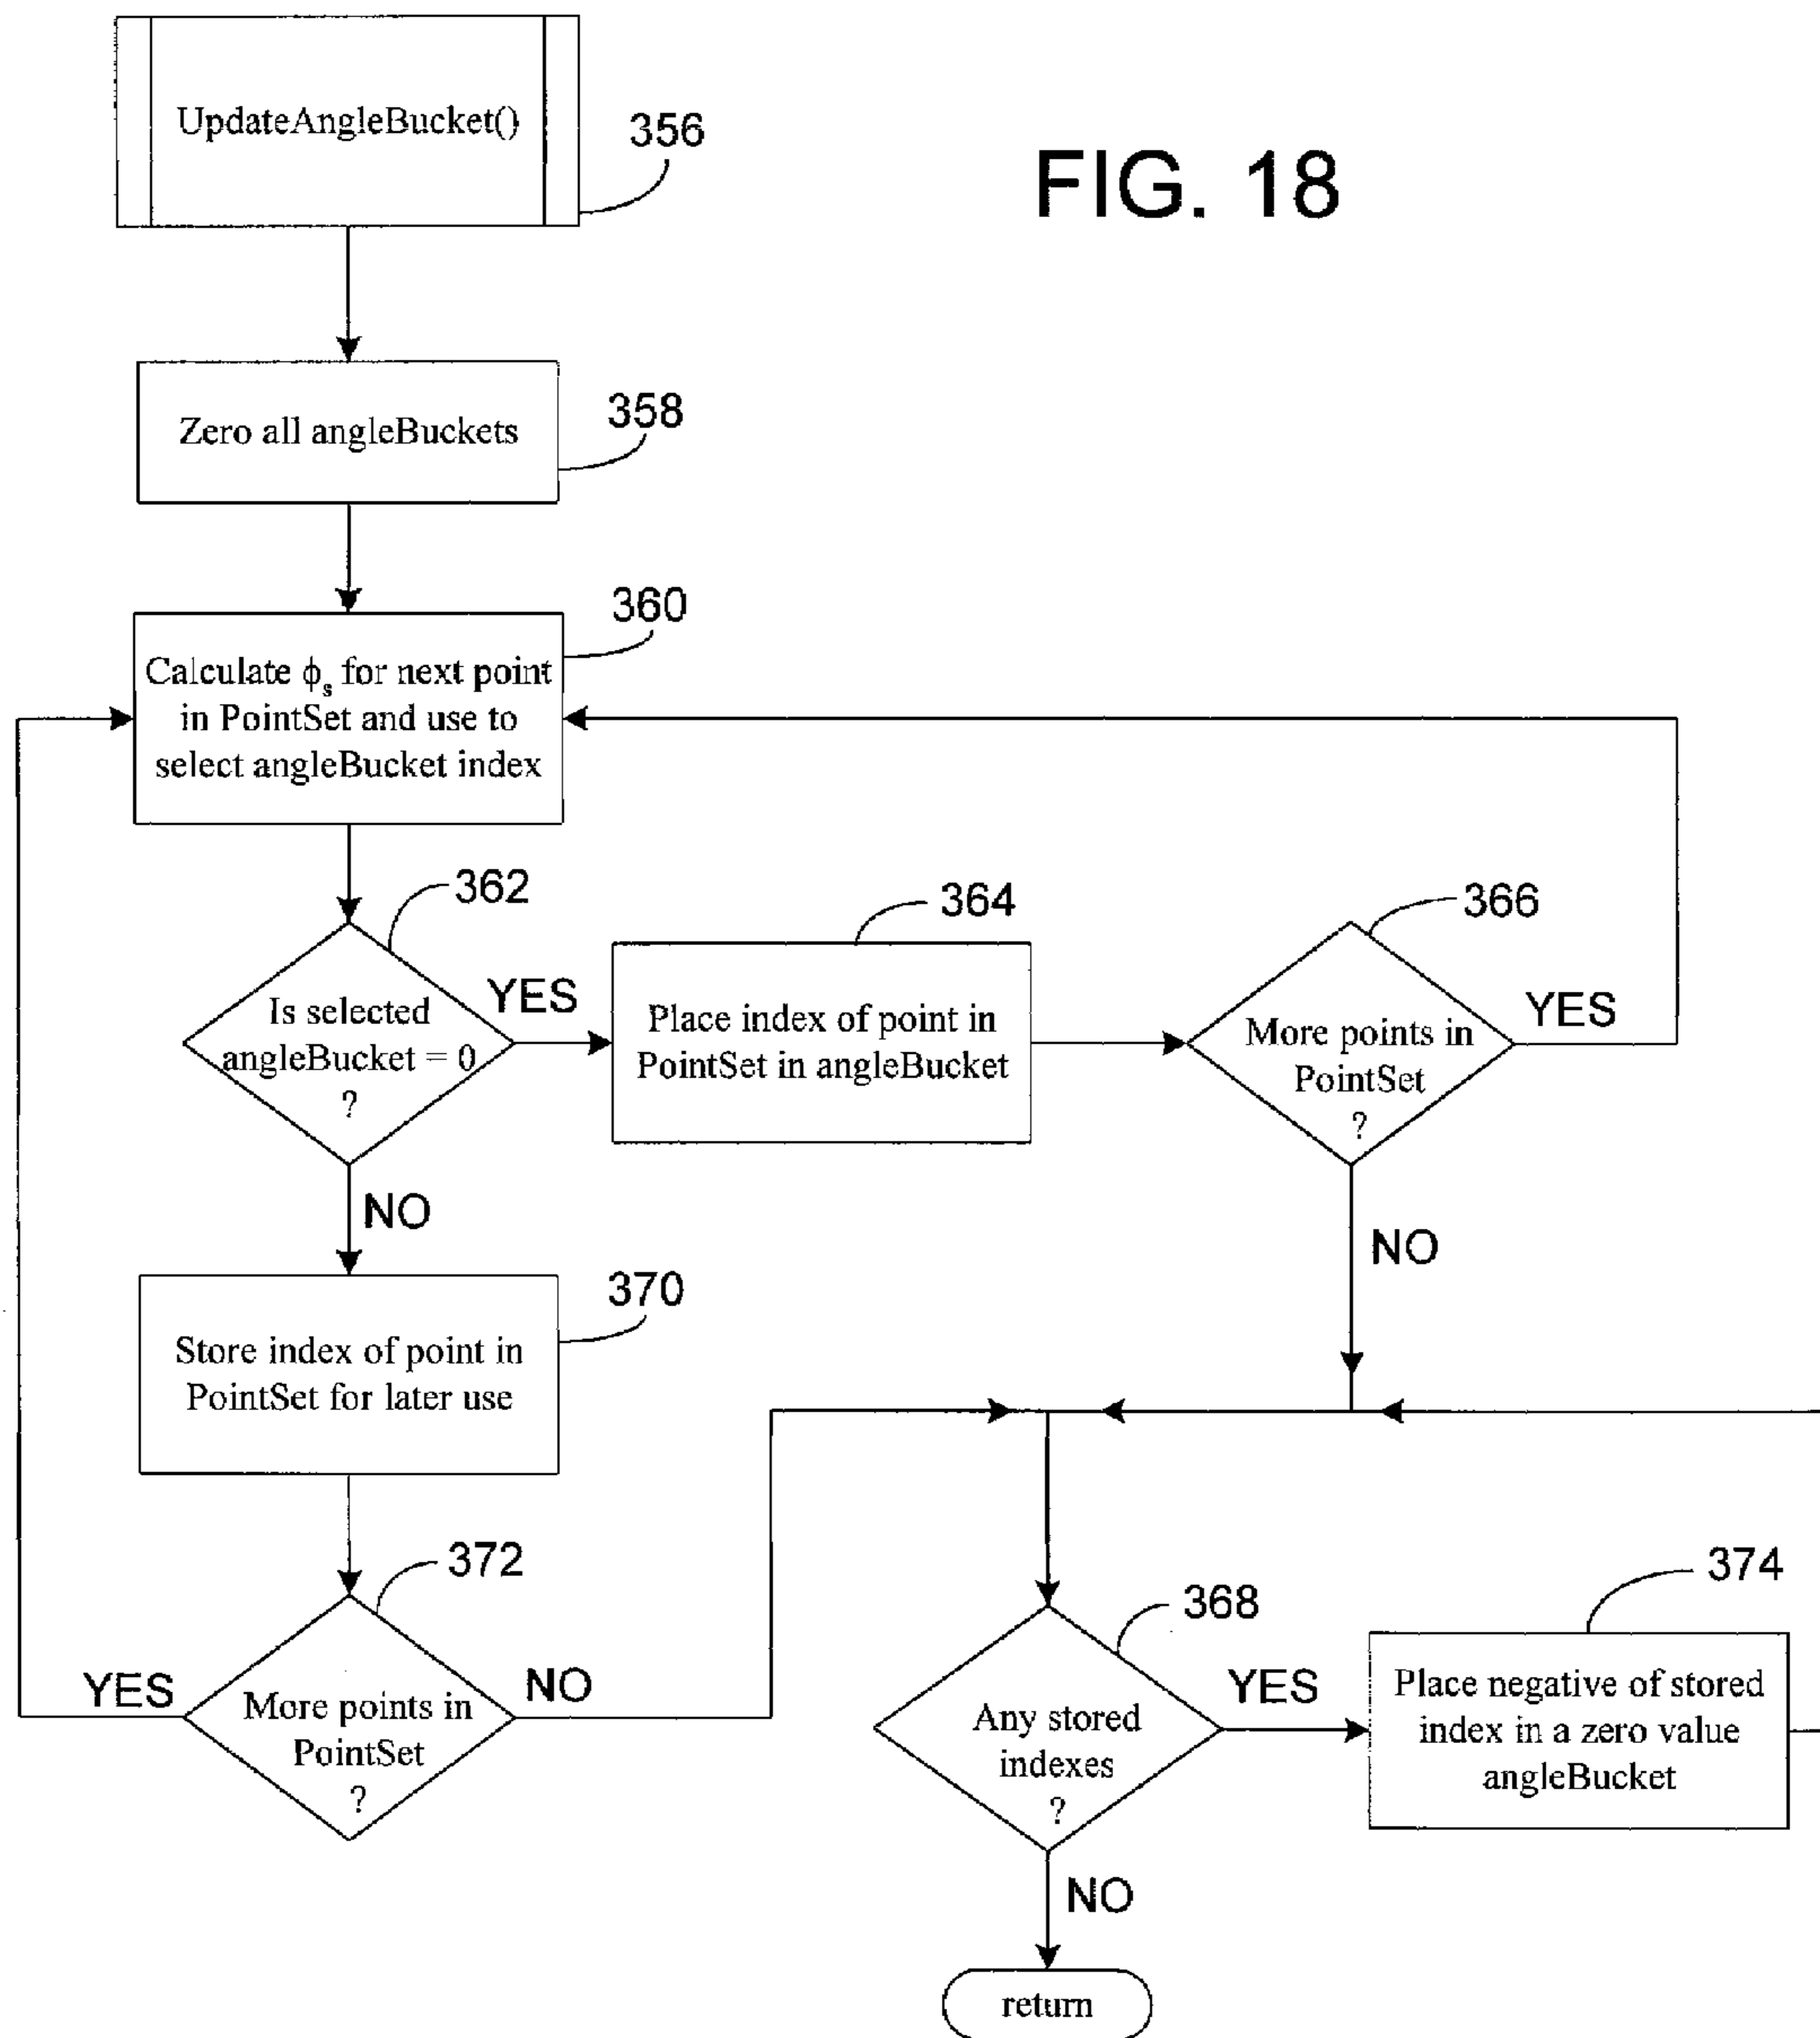 UpdateAngleBucket()
356
FIG. 18
Zero all angleBuckets
358
360
Calculate ϕs for next point
in PointSet and use to
select angleBucket index
362
Is selected
angleBucket = 0
?
YES
364
Place index of point in
PointSet in angleBucket
366
More points in
PointSet
?
YES
NO
NO
370
Store index of point in
PointSet for later use
372
YES
More points in
PointSet
?
NO
368
Any stored
indexes
?
YES
374
Place negative of stored
index in a zero value
angleBucket
NO
return